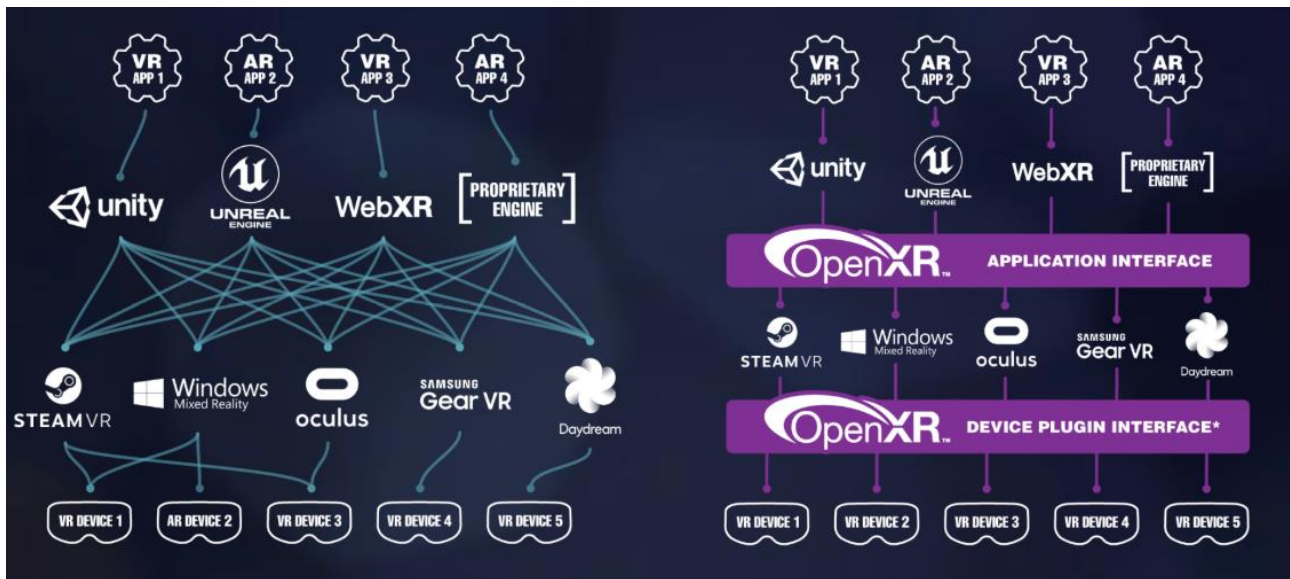 VR
APP 1
AR
APP 2
VR
APP 3
AR
APP 4
unity
UNREAL
ENGINE
WebXR
[PROPRIETARY
ENGINE]
STEAMVR
Windows
Mixed Reality
oculus
SAMSUNG
Gear VR
Daydream
VR DEVICE 1
AR DEVICE 2
VR DEVICE 3
VR DEVICE 4
VR DEVICE 5
VR
APP 1
AR
APP 2
VR
APP 3
AR
APP 4
unity
UNREAL
ENGINE
WebXR
[PROPRIETARY
ENGINE]
OpenXR™ APPLICATION INTERFACE
STEAMVR
Windows
Mixed Reality
oculus
SAMSUNG
Gear VR
Daydream
OpenXR™ DEVICE PLUGIN INTERFACE*
VR DEVICE 1
VR DEVICE 2
VR DEVICE 3
VR DEVICE 4
VR DEVICE 5